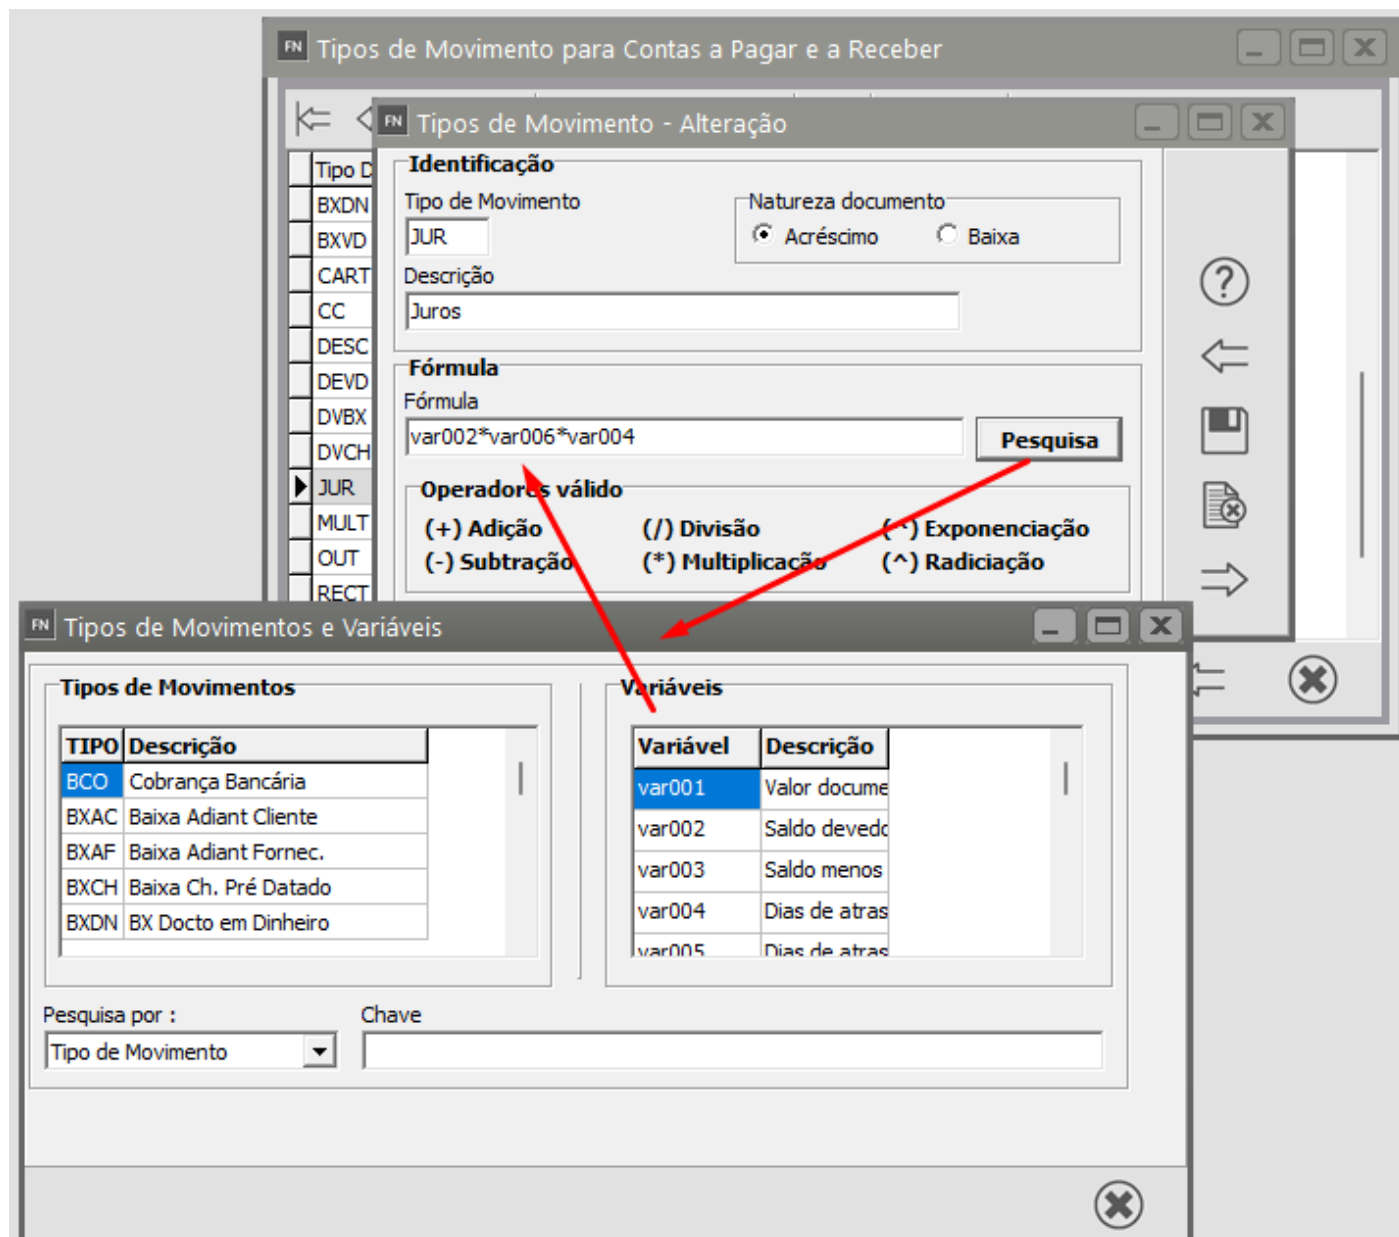 FN Tipos de Movimento para Contas a Pagar e a Receber
FN Tipos de Movimento - Alteração
Tipo D
BXDN
BXVD
CART
CC
DESC
DEVD
DVBX
DVCH
JUR
MULT
OUT
RECT
Identificação
Tipo de Movimento
JUR
Natureza documento
Acréscimo Baixa
Descrição
Juros
Fórmula
Fórmula
var002*var006*var004
Pesquisa
Operadores válido
(+) Adição (/) Divisão (^) Exponenciação
(-) Subtração (*) Multiplicação (^) Radiciação
FN Tipos de Movimentos e Variáveis
Tipos de Movimentos
TIPO Descrição
BCO Cobrança Bancária
BXAC Baixa Adiant Cliente
BXAF Baixa Adiant Fornec.
BXCH Baixa Ch. Pré Datado
BXDN BX Docto em Dinheiro
Variáveis
Variável Descrição
var001 Valor docume
var002 Saldo devedo
var003 Saldo menos
var004 Dias de atras
var005 Dias de atras
Pesquisa por :
Tipo de Movimento
Chave